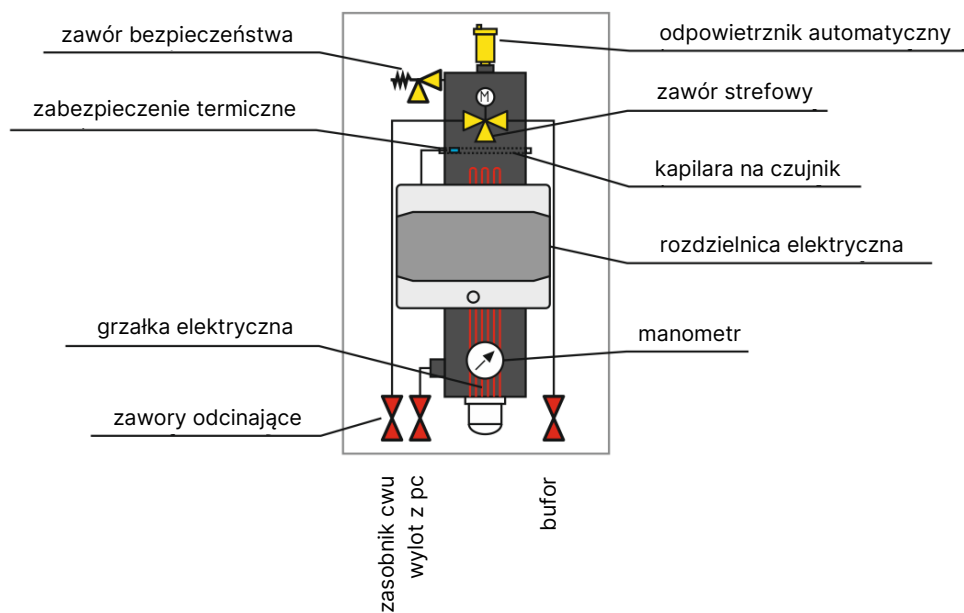 zawór bezpieczeństwa
odpowietrznik automatyczny
zabezpieczenie termiczne
zawór strefowy
M
kapilara na czujnik
rozdzielnica elektryczna
grzałka elektryczna
manometr
zawory odcinające
zasobnik cwu
wylot z pc
bufor